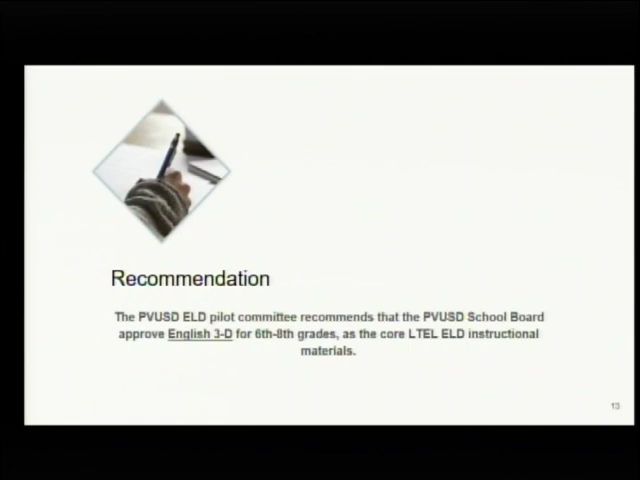 Recommendation
The PVUSD ELD pilot committee recommends that the PVUSD School Board
approve English 3-D for 6th-8th grades, as the core LTEL ELD instructional
materials.
13